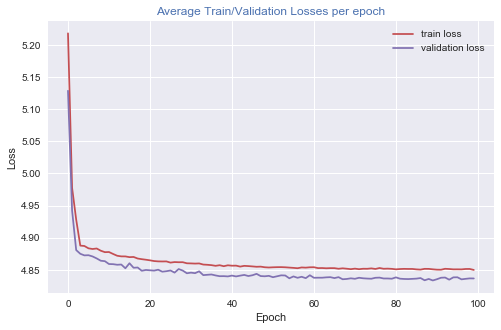 Average Train/Validation Losses per epoch
train loss
validation loss
5.20
5.15
5.10
5.05
5.00
4.95
4.90
4.85
Loss
0
20
40
60
80
100
Epoch